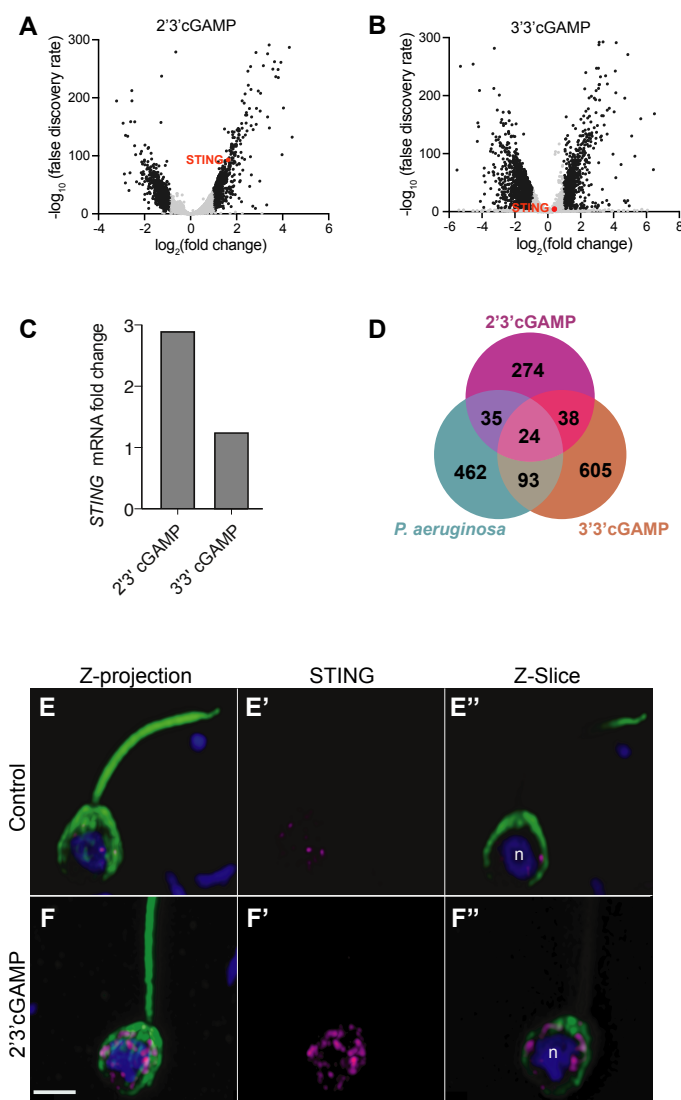 A
2'3'cGAMP
-log10 (false discovery rate)
300
200
100
0
STING
-4 -2 0 2 4 6
log2(fold change)
B
3'3'cGAMP
-log10 (false discovery rate)
300
200
100
0
STING
-6 -4 -2 0 2 4 6 8
log2(fold change)
C
STING mRNA fold change
3
2
1
0
2'3' cGAMP
3'3' cGAMP
D
2'3'cGAMP
274
35
38
24
462
93
605
P. aeruginosa
3'3'cGAMP
Z-projection
STING
Z-Slice
Control
E
E'
E''
n
2'3'cGAMP
F
F'
F''
n